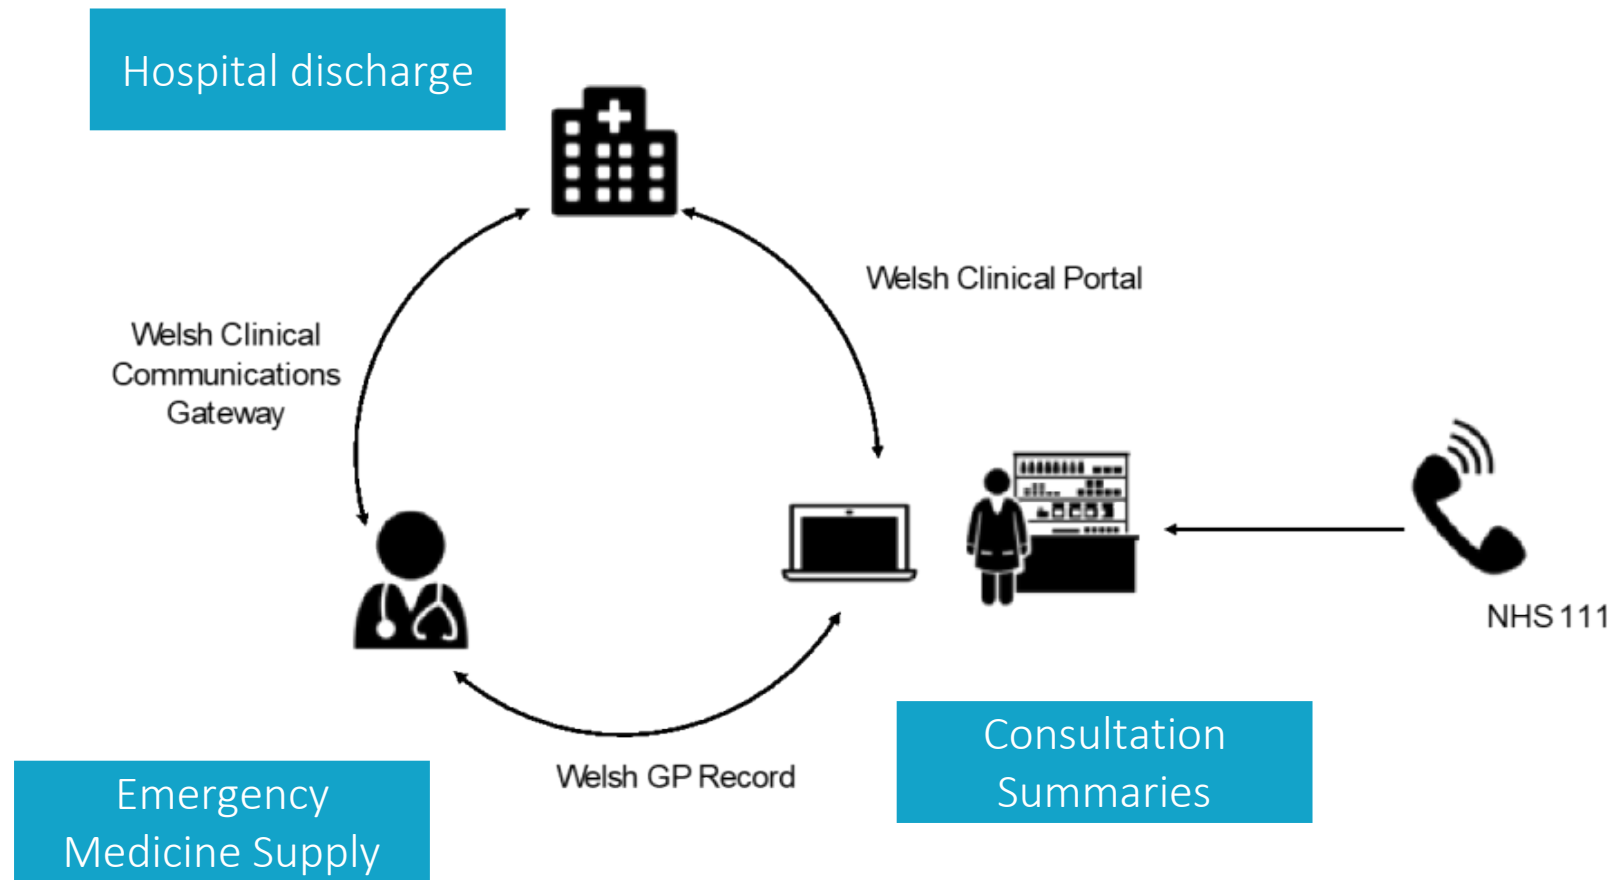 Hospital discharge
Welsh Clinical Portal
Welsh Clinical
Communications
Gateway
NHS 111
Consultation
Summaries
Welsh GP Record
Emergency
Medicine Supply